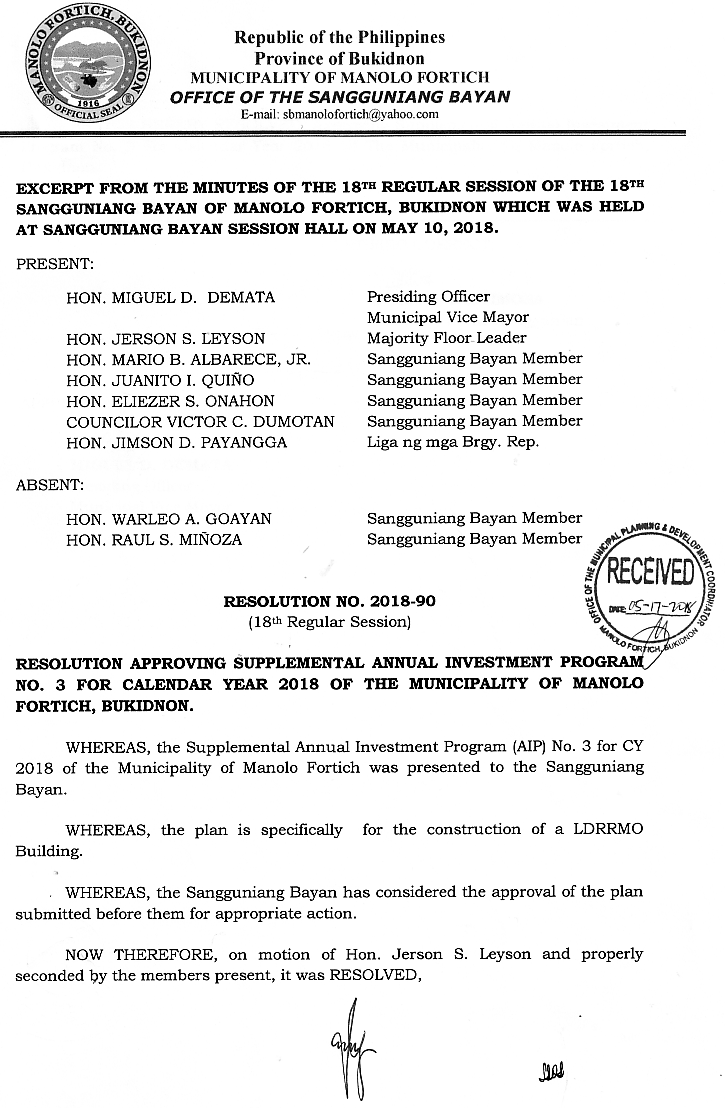 MANOLO FORTICH, BUKIDNON
1916
OFFICIAL SEAL
Republic of the Philippines
Province of Bukidnon
MUNICIPALITY OF MANOLO FORTICH
OFFICE OF THE SANGGUNIANG BAYAN
E-mail: sbmanolofortich@yahoo.com
EXCERPT FROM THE MINUTES OF THE 18TH REGULAR SESSION OF THE 18TH
SANGGUNIANG BAYAN OF MANOLO FORTICH, BUKIDNON WHICH WAS HELD
AT SANGGUNIANG BAYAN SESSION HALL ON MAY 10, 2018.
PRESENT:
HON. MIGUEL D. DEMATA Presiding Officer
Municipal Vice Mayor
HON. JERSON S. LEYSON Majority Floor Leader
HON. MARIO B. ALBARECE, JR. Sangguniang Bayan Member
HON. JUANITO I. QUIÑO Sangguniang Bayan Member
HON. ELIEZER S. ONAHON Sangguniang Bayan Member
COUNCILOR VICTOR C. DUMOTAN Sangguniang Bayan Member
HON. JIMSON D. PAYANGGA Liga ng mga Brgy. Rep.
ABSENT:
HON. WARLEO A. GOAYAN Sangguniang Bayan Member
HON. RAUL S. MIÑOZA Sangguniang Bayan Member
OFFICE OF THE MUNICIPAL PLANNING & DEVELOPMENT COORDINATOR
RECEIVED
DATE: 05-17-2018
MANOLO FORTICH, BUKIDNON
RESOLUTION NO. 2018-90
(18th Regular Session)
RESOLUTION APPROVING SUPPLEMENTAL ANNUAL INVESTMENT PROGRAM
NO. 3 FOR CALENDAR YEAR 2018 OF THE MUNICIPALITY OF MANOLO
FORTICH, BUKIDNON.
WHEREAS, the Supplemental Annual Investment Program (AIP) No. 3 for CY
2018 of the Municipality of Manolo Fortich was presented to the Sangguniang
Bayan.
WHEREAS, the plan is specifically for the construction of a LDRRMO
Building.
WHEREAS, the Sangguniang Bayan has considered the approval of the plan
submitted before them for appropriate action.
NOW THEREFORE, on motion of Hon. Jerson S. Leyson and properly
seconded by the members present, it was RESOLVED,